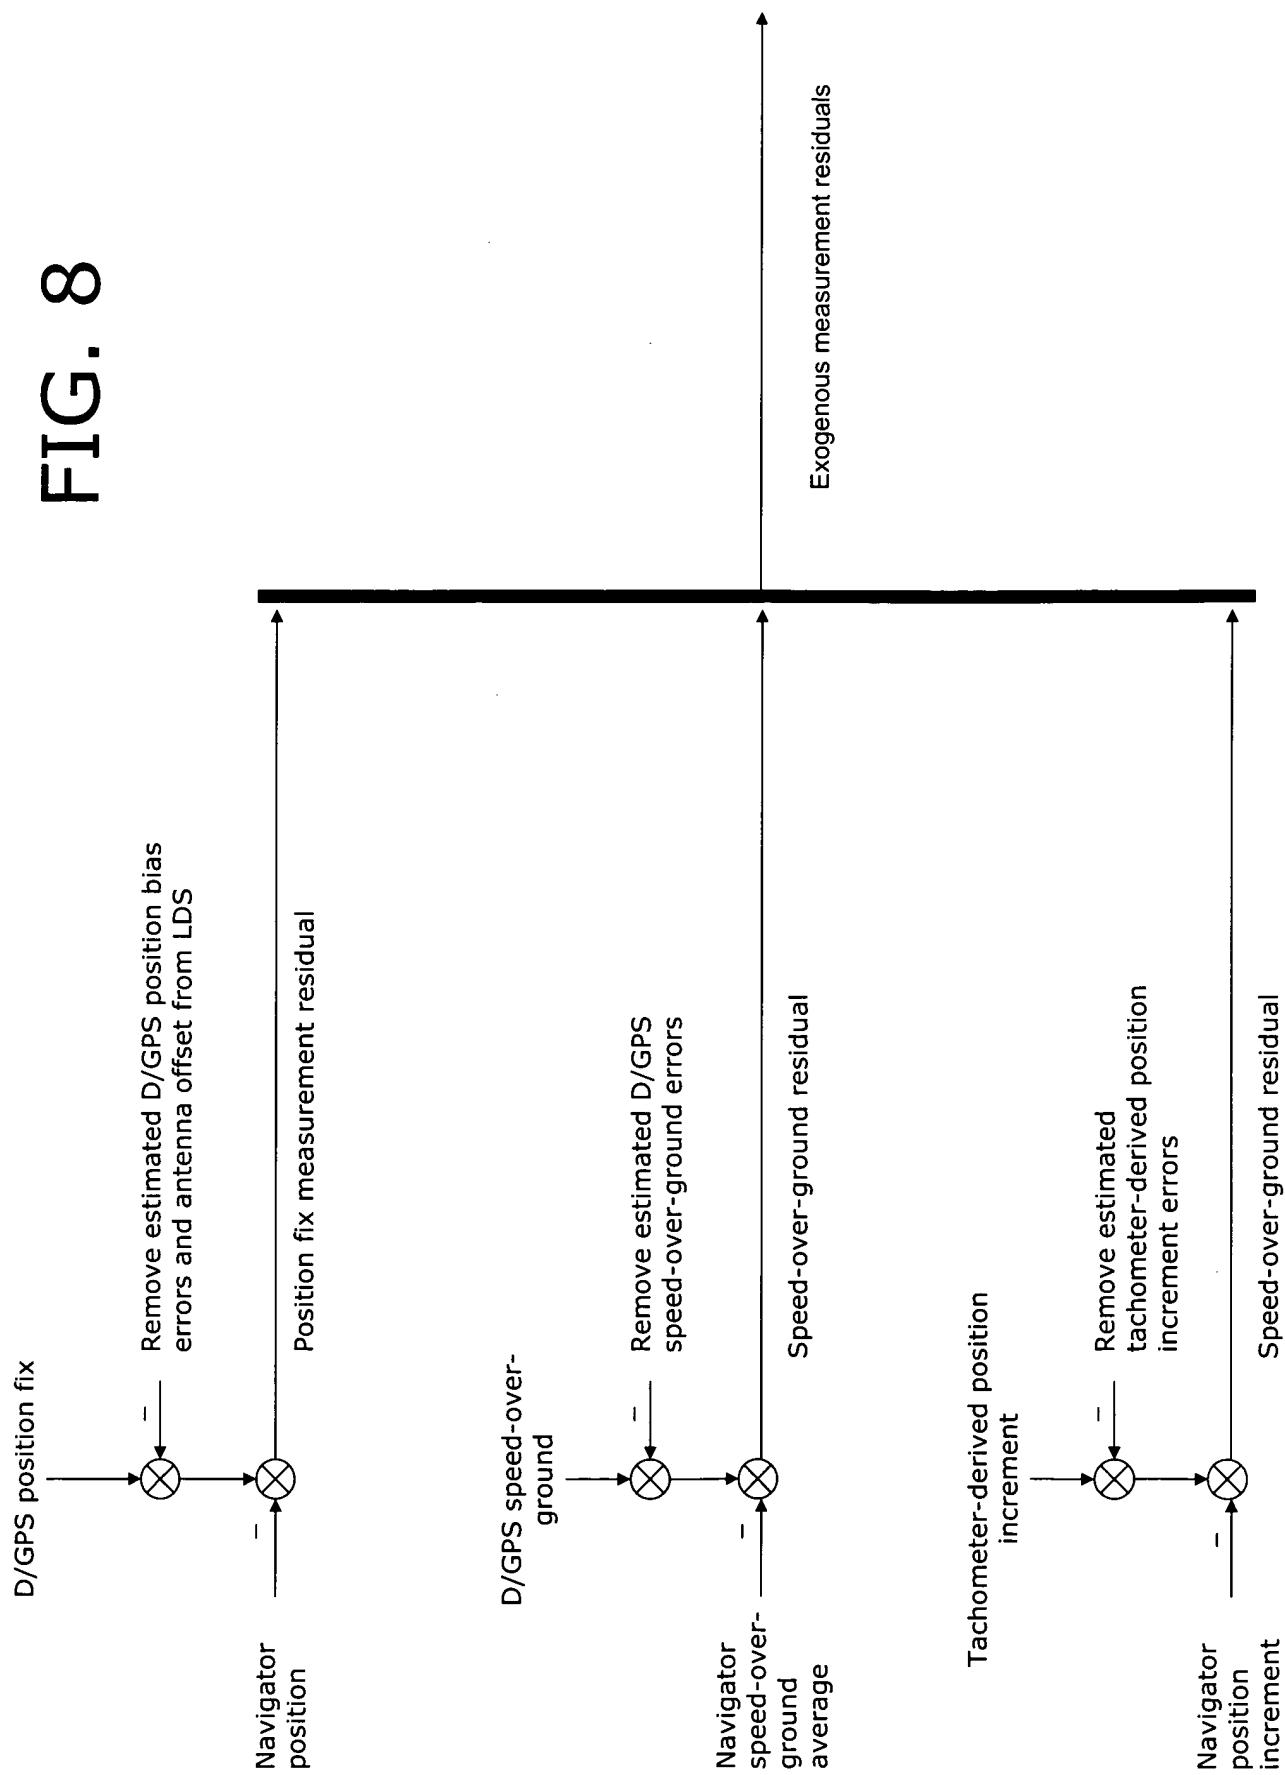 FIG. 8
D/GPS position fix
Remove estimated D/GPS position bias
errors and antenna offset from LDS
–
–
Navigator
position
Position fix measurement residual
D/GPS speed-over-
ground
Remove estimated D/GPS
speed-over-ground errors
–
–
Navigator
speed-over-
ground
average
Speed-over-ground residual
Exogenous measurement residuals
Tachometer-derived position
increment
Remove estimated
tachometer-derived position
increment errors
–
–
Navigator
position
increment
Speed-over-ground residual